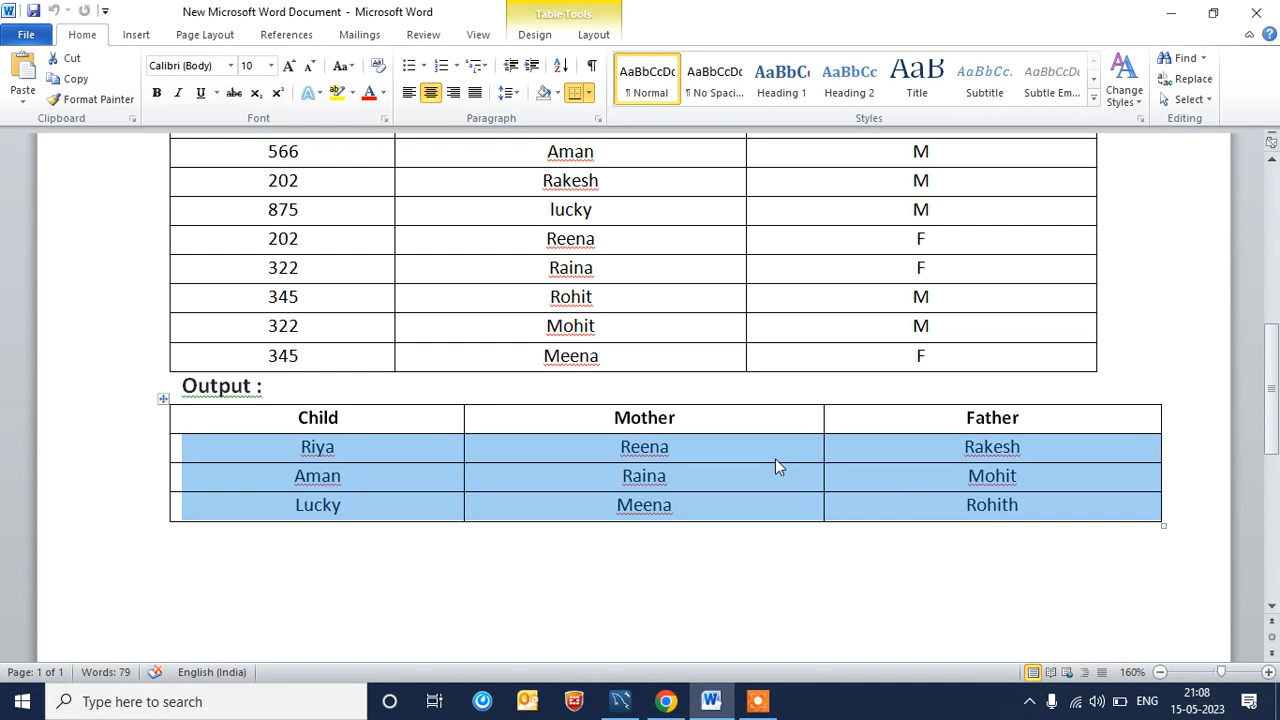 New Microsoft Word Document - Microsoft Word
Table Tools
File Home Insert Page Layout References Mailings Review View Design Layout
Paste
Cut
Copy
Format Painter
Clipboard
Calibri (Body) 10
Font
Paragraph
AaBbCcDc AaBbCcDc AaBbCc AaBbCc AaB AaBbCcL AaBbCcDc
¶ Normal ¶ No Spaci... Heading 1 Heading 2 Title Subtitle Subtle Em...
Styles
Change
Styles
Find
Replace
Select
Editing
566 Aman M
202 Rakesh M
875 lucky M
202 Reena F
322 Raina F
345 Rohit M
322 Mohit M
345 Meena F
Output :
Child Mother Father
Riya Reena Rakesh
Aman Raina Mohit
Lucky Meena Rohith
Page: 1 of 1 Words: 79 English (India) 160%
Type here to search
ENG
21:08
15-05-2023